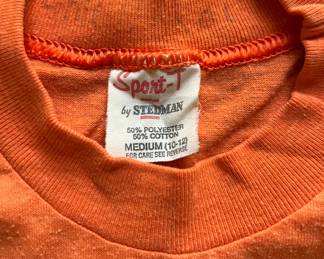 Sport-T
by STEDMAN
50% POLYESTER
50% COTTON
MEDIUM (10-12)
FOR CARE SEE REVERSE